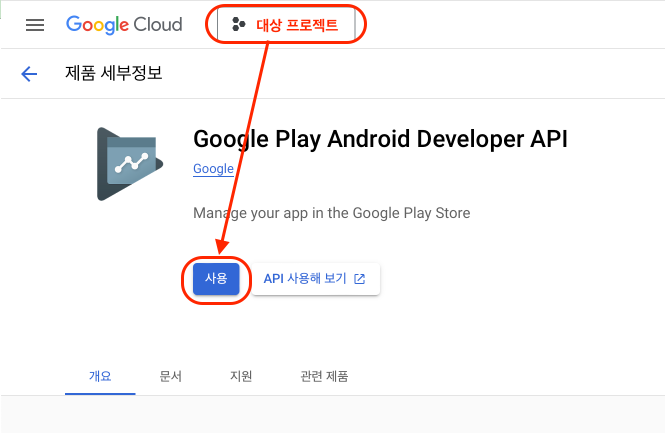 Google Cloud
대상 프로젝트
제품 세부정보
Google Play Android Developer API
Google
Manage your app in the Google Play Store
사용
API 사용해 보기
개요
문서
지원
관련 제품